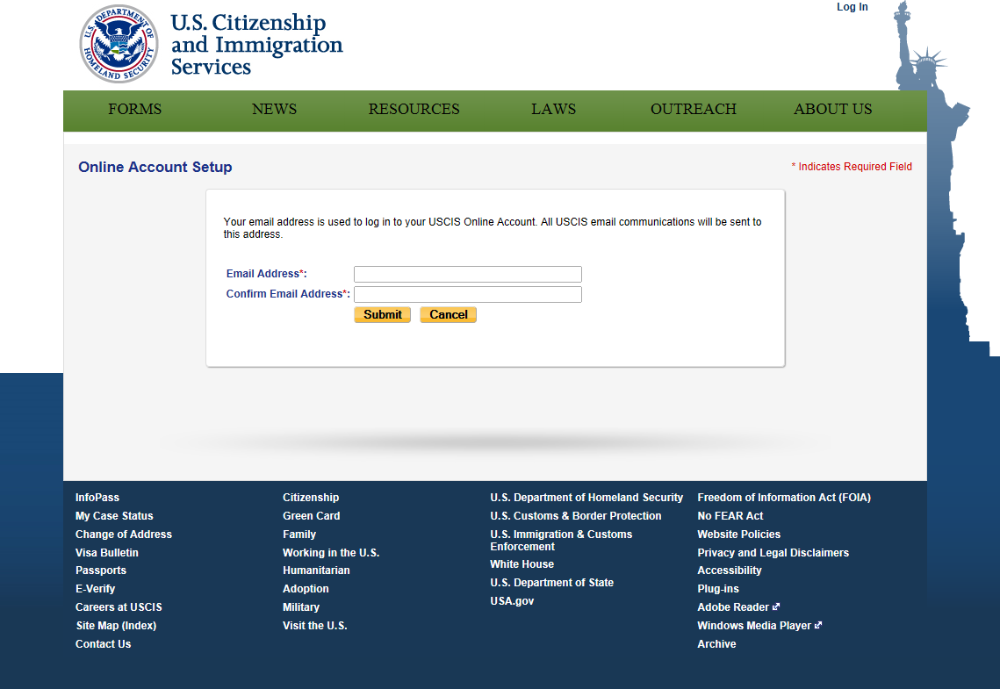 U.S. DEPARTMENT OF HOMELAND SECURITY
U.S. Citizenship
and Immigration
Services
Log In
FORMS NEWS RESOURCES LAWS OUTREACH ABOUT US
Online Account Setup
* Indicates Required Field
Your email address is used to log in to your USCIS Online Account. All USCIS email communications will be sent to
this address.
Email Address*:
Confirm Email Address*:
Submit Cancel
InfoPass
My Case Status
Change of Address
Visa Bulletin
Passports
E-Verify
Careers at USCIS
Site Map (Index)
Contact Us
Citizenship
Green Card
Family
Working in the U.S.
Humanitarian
Adoption
Military
Visit the U.S.
U.S. Department of Homeland Security
U.S. Customs & Border Protection
U.S. Immigration & Customs
Enforcement
White House
U.S. Department of State
USA.gov
Freedom of Information Act (FOIA)
No FEAR Act
Website Policies
Privacy and Legal Disclaimers
Accessibility
Plug-ins
Adobe Reader
Windows Media Player
Archive